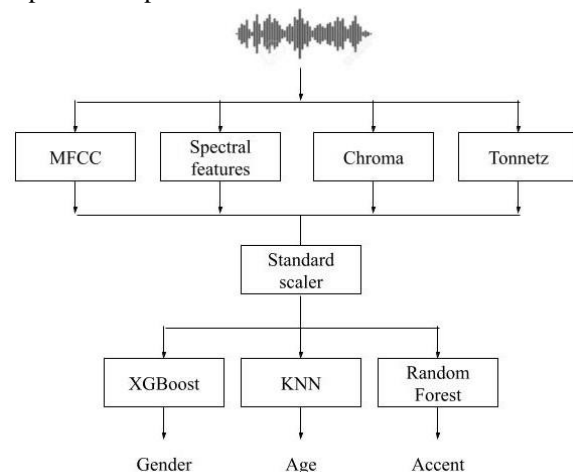 MFCC
Spectral
features
Chroma
Tonnetz
Standard
scaler
XGBoost
KNN
Random
Forest
Gender
Age
Accent